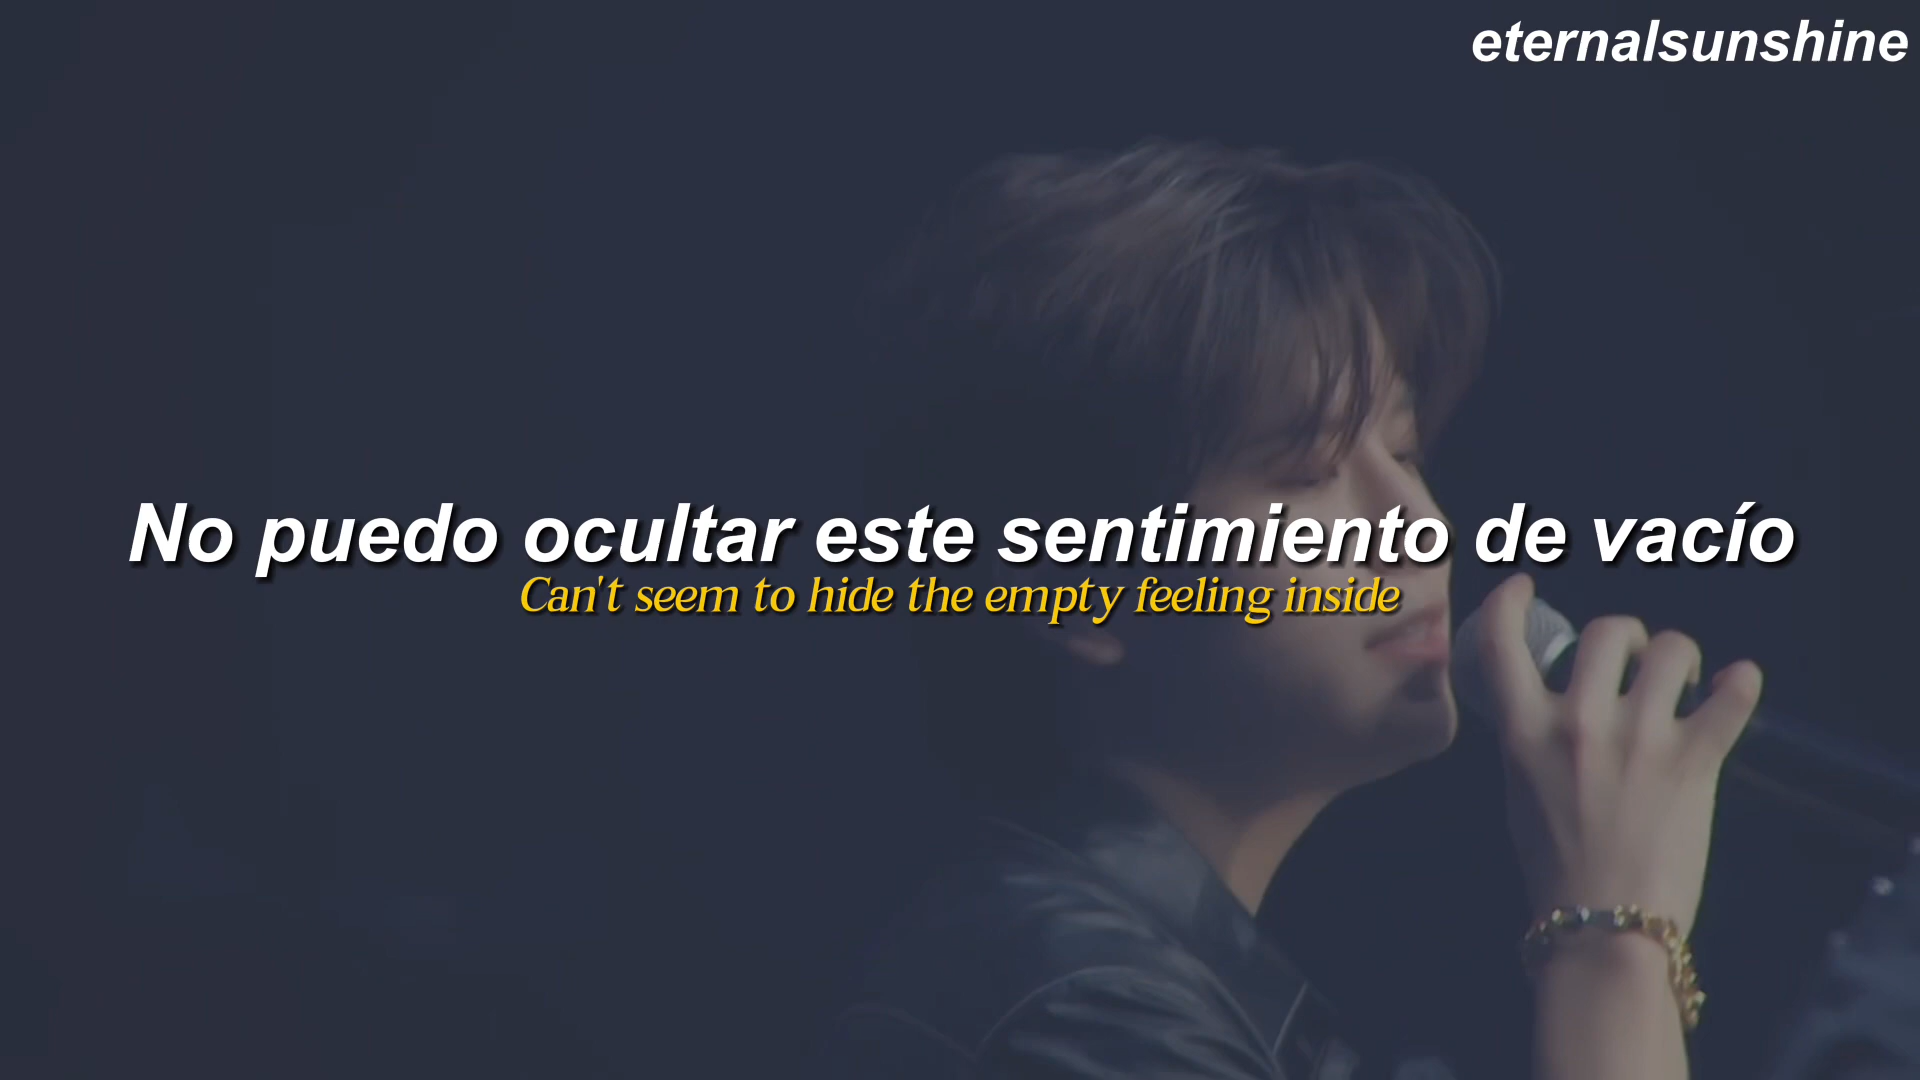 eternalsunshine
No puedo ocultar este sentimiento de vacío
Can't seem to hide the empty feeling inside